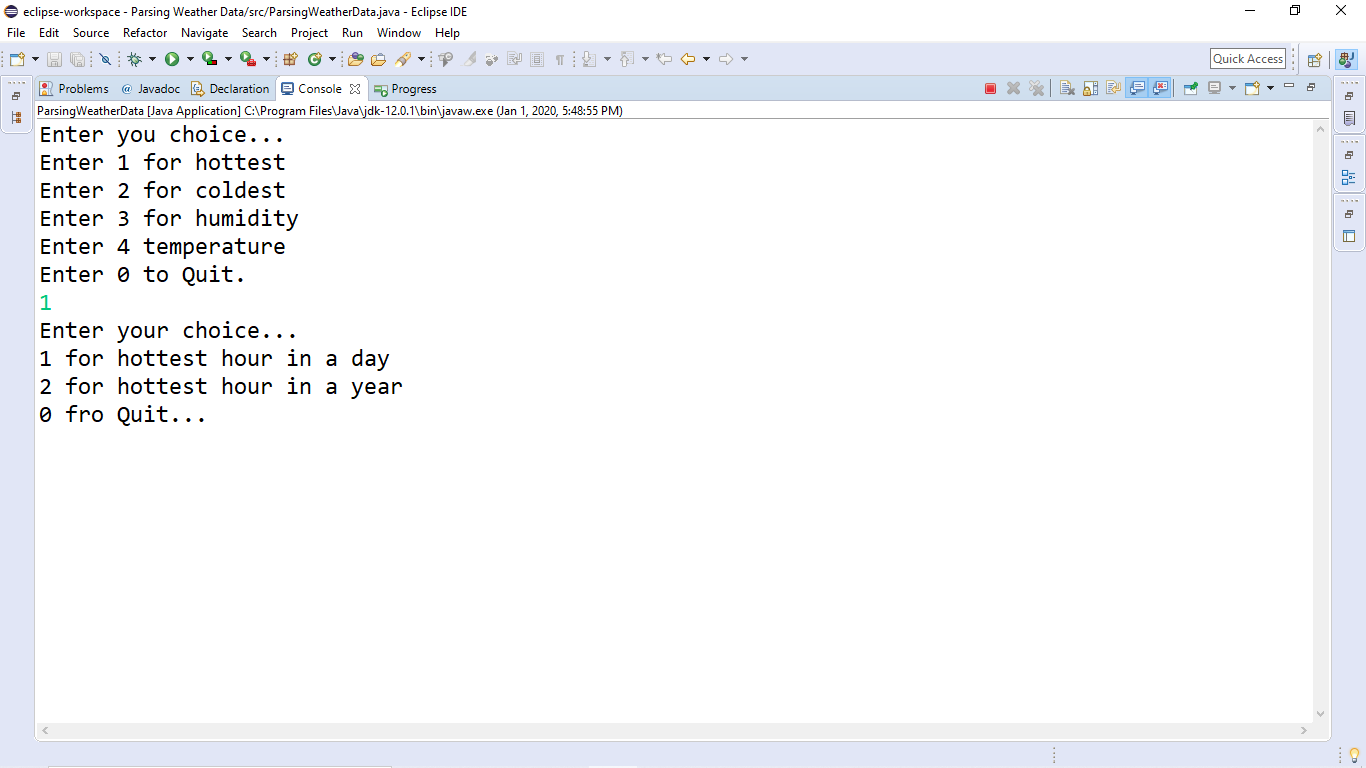 eclipse-workspace - Parsing Weather Data/src/ParsingWeatherData.java - Eclipse IDE
File Edit Source Refactor Navigate Search Project Run Window Help
Quick Access
Problems @ Javadoc Declaration Console Progress
ParsingWeatherData [Java Application] C:\Program Files\Java\jdk-12.0.1\bin\javaw.exe (Jan 1, 2020, 5:48:55 PM)
Enter you choice...
Enter 1 for hottest
Enter 2 for coldest
Enter 3 for humidity
Enter 4 temperature
Enter 0 to Quit.
1
Enter your choice...
1 for hottest hour in a day
2 for hottest hour in a year
0 fro Quit...